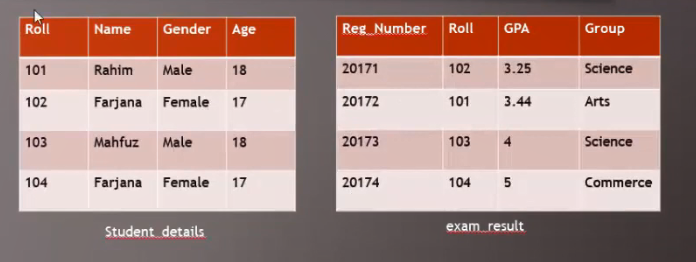 Roll Name Gender Age
101 Rahim Male 18
102 Farjana Female 17
103 Mahfuz Male 18
104 Farjana Female 17
Student_details
Reg_Number Roll GPA Group
20171 102 3.25 Science
20172 101 3.44 Arts
20173 103 4 Science
20174 104 5 Commerce
exam_result